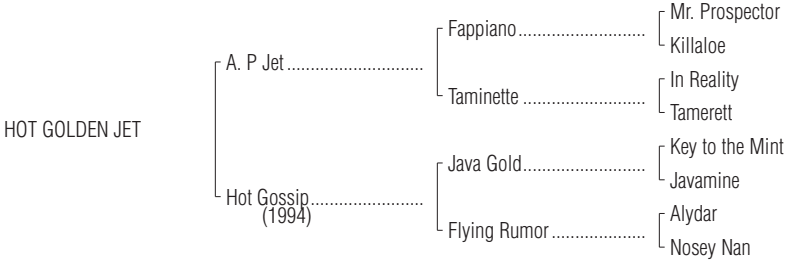 Mr. Prospector
Fappiano..........................
Killaloe
A. P Jet............................
In Reality
Taminette.........................
Tamerett
HOT GOLDEN JET
Key to the Mint
Java Gold.........................
Javamine
Hot Gossip.......................
(1994)
Alydar
Flying Rumor...................
Nosey Nan